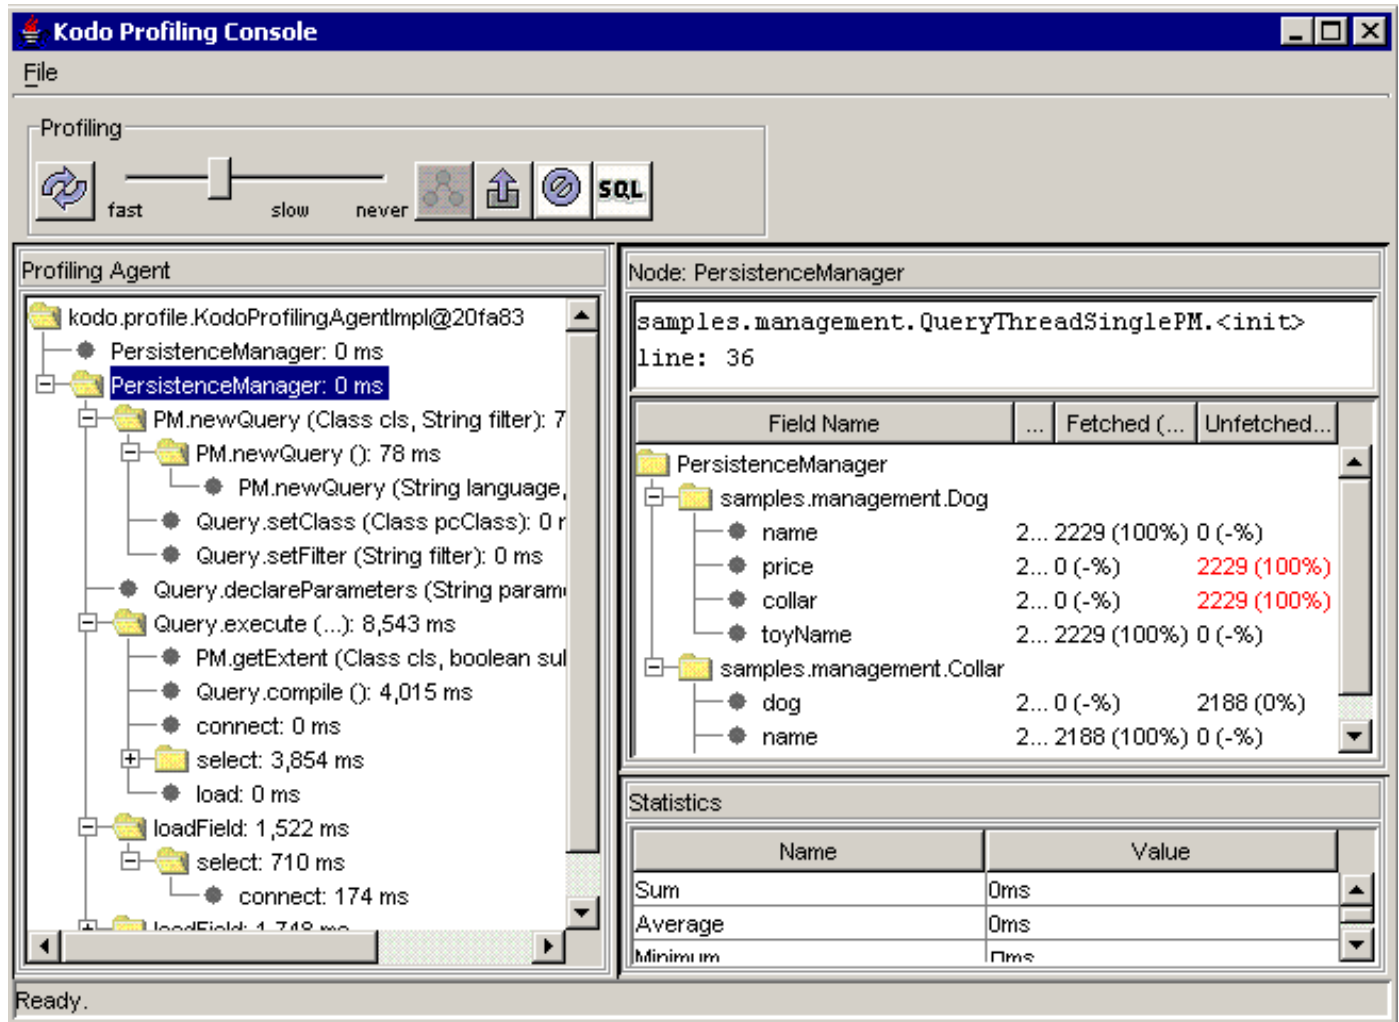 Kodo Profiling Console
File
Profiling
fast slow never SQL
Profiling Agent
kodo.profile.KodoProfilingAgentImpl@20fa83
PersistenceManager: 0 ms
PersistenceManager: 0 ms
PM.newQuery (Class cls, String filter): 7
PM.newQuery (): 78 ms
PM.newQuery (String language,
Query.setClass (Class pcClass): 0 r
Query.setFilter (String filter): 0 ms
Query.declareParameters (String param
Query.execute (...): 8,543 ms
PM.getExtent (Class cls, boolean sul
Query.compile (): 4,015 ms
connect: 0 ms
select: 3,854 ms
load: 0 ms
loadField: 1,522 ms
select: 710 ms
connect: 174 ms
loadField: 1,748 ms
Node: PersistenceManager
samples.management.QueryThreadSinglePM.<init>
line: 36
Field Name ... Fetched (... Unfetched...
PersistenceManager
samples.management.Dog
name 2... 2229 (100%) 0 (-%)
price 2... 0 (-%) 2229 (100%)
collar 2... 0 (-%) 2229 (100%)
toyName 2... 2229 (100%) 0 (-%)
samples.management.Collar
dog 2... 0 (-%) 2188 (0%)
name 2... 2188 (100%) 0 (-%)
Statistics
Name Value
Sum 0ms
Average 0ms
Minimum 0ms
Ready.